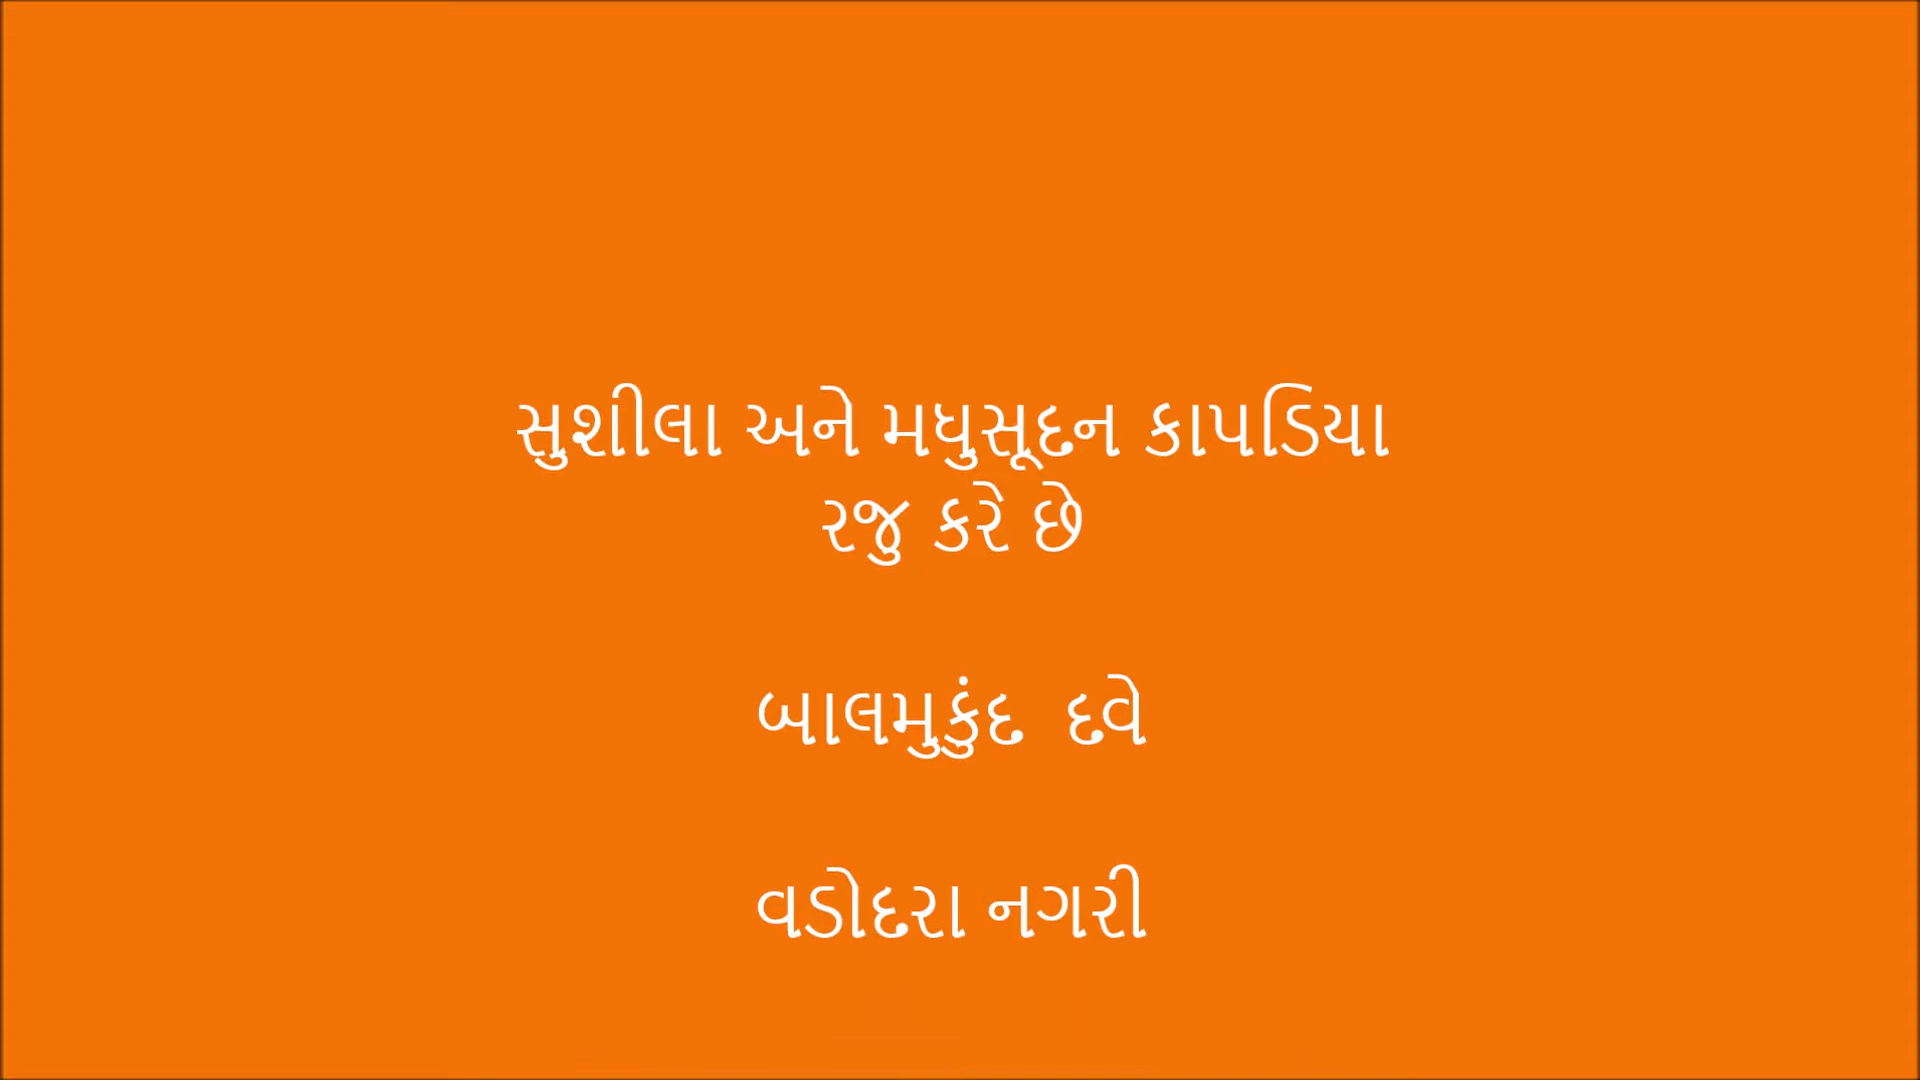 સુશીલા અને મધુસૂદન કાપડિયા
રજુ કરે છે
બાલમુકુંદ દવે
વડોદરા નગરી